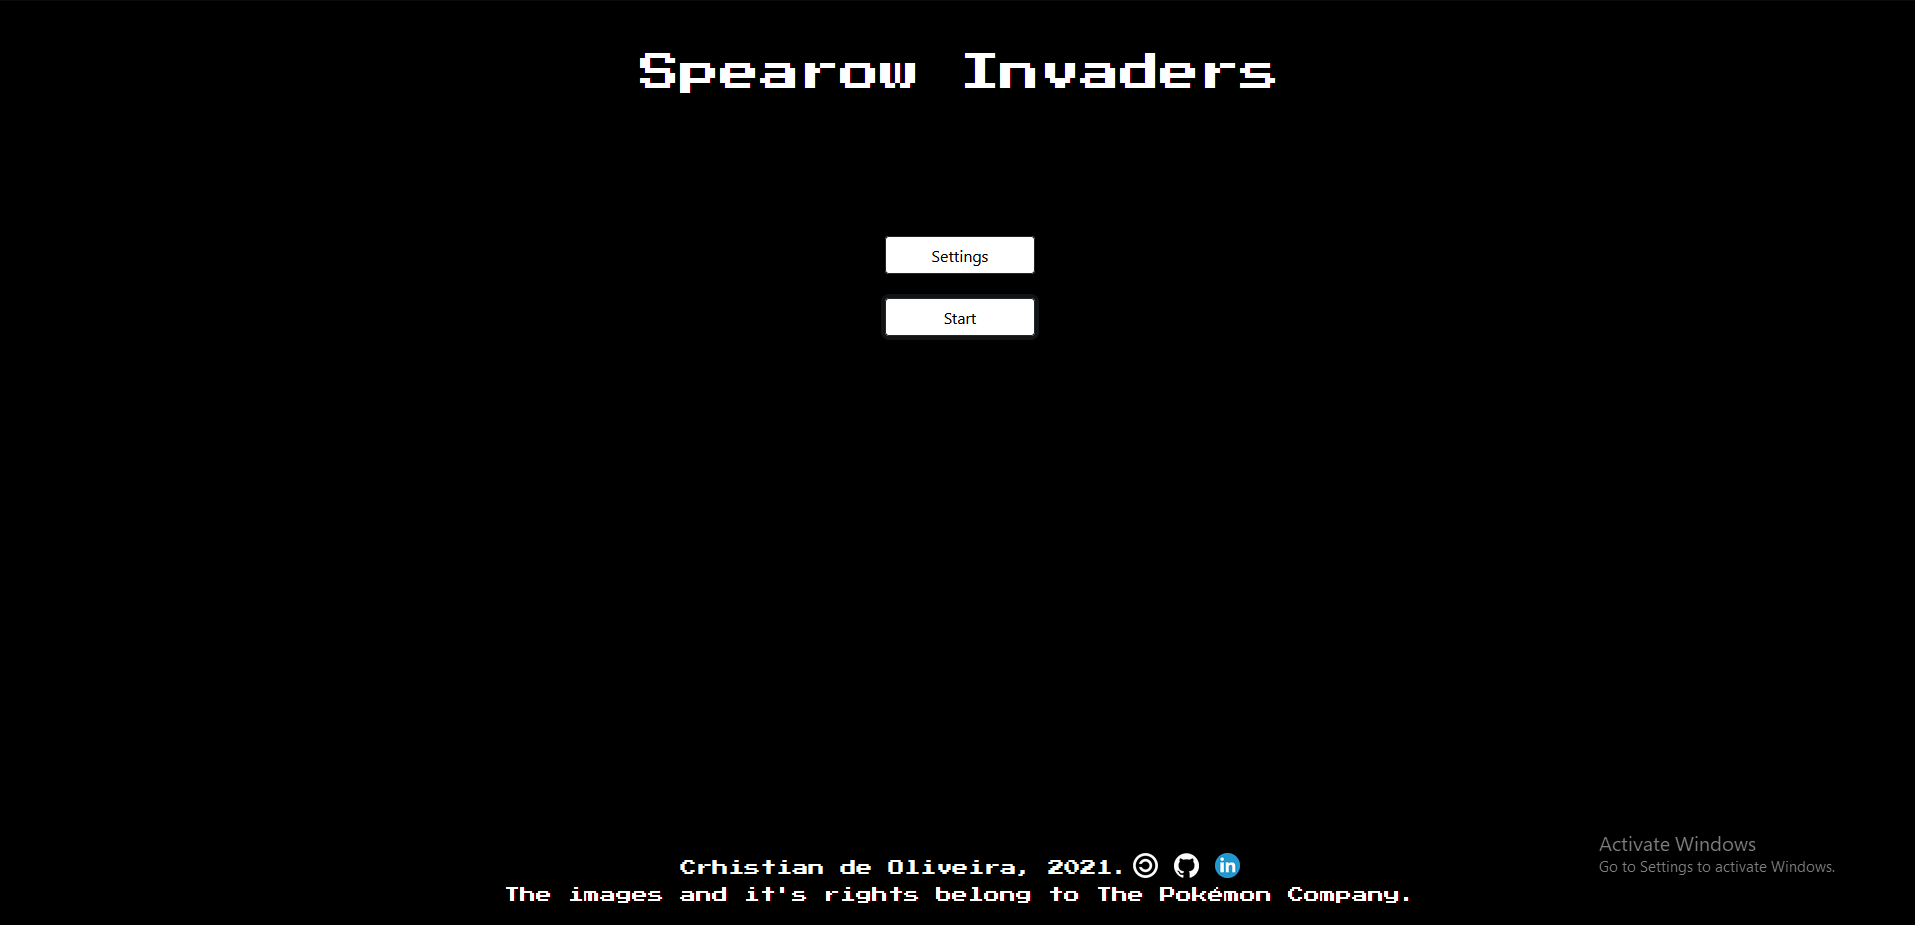 Spearow Invaders
Settings
Start
Crhistian de Oliveira, 2021.
in
The images and it's rights belong to The Pokémon Company.
Activate Windows
Go to Settings to activate Windows.